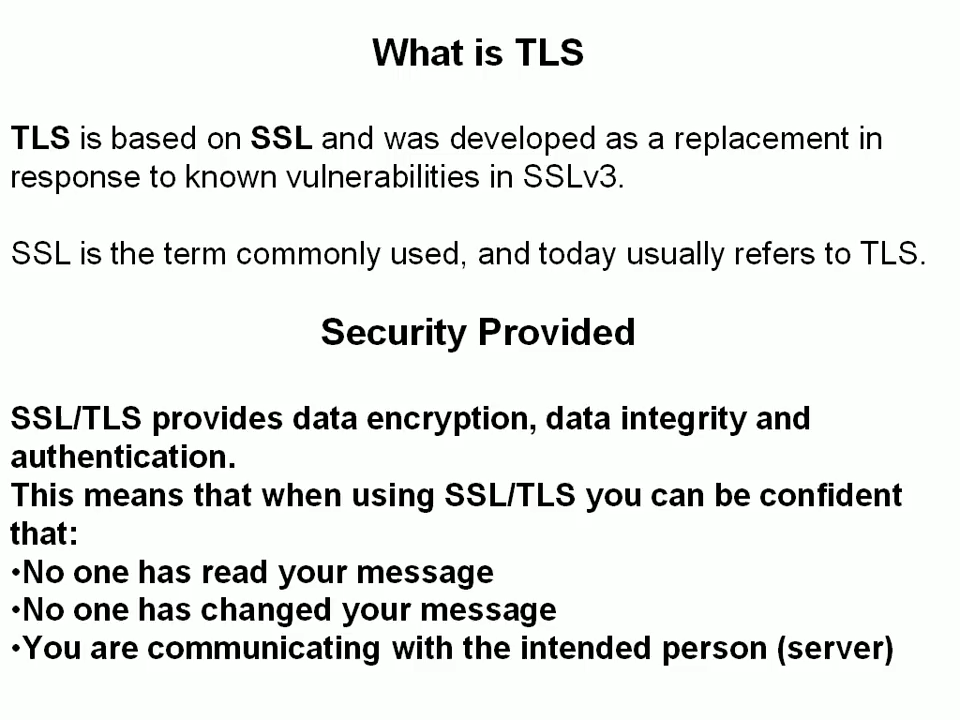 What is TLS
TLS is based on SSL and was developed as a replacement in
response to known vulnerabilities in SSLv3.
SSL is the term commonly used, and today usually refers to TLS.
Security Provided
SSL/TLS provides data encryption, data integrity and
authentication.
This means that when using SSL/TLS you can be confident
that:
•No one has read your message
•No one has changed your message
•You are communicating with the intended person (server)